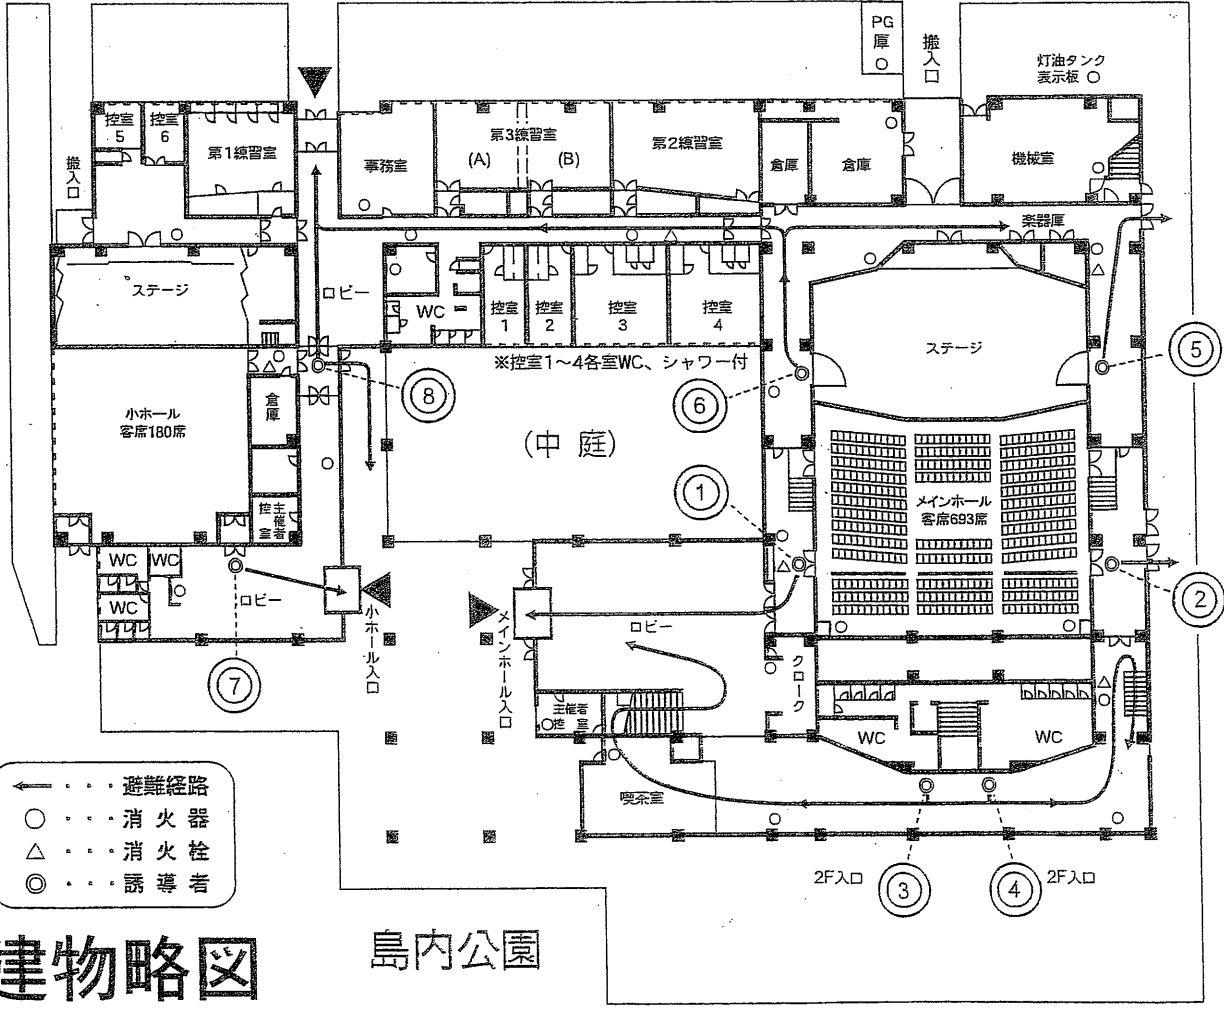 PG
庫
搬入口
灯油タンク
表示板
控室
5
控室
6
第1練習室
事務室
第3練習室
(A)
(B)
第2練習室
倉庫
倉庫
機械室
搬入口
楽器庫
ステージ
ロビー
WC
控室
1
控室
2
控室
3
控室
4
※控室1～4各室WC、シャワー付
ステージ
⑤
⑥
⑧
小ホール
客席180席
倉庫
(中庭)
①
メインホール
客席693席
主催者
控室
WC
WC
WC
ロビー
小ホール入口
メインホール入口
ロビー
②
⑦
クローク
主催者
控室
WC
WC
喫茶室
2F入口
③
④
2F入口
避難経路
消火器
消火栓
誘導者
建物略図
島内公園